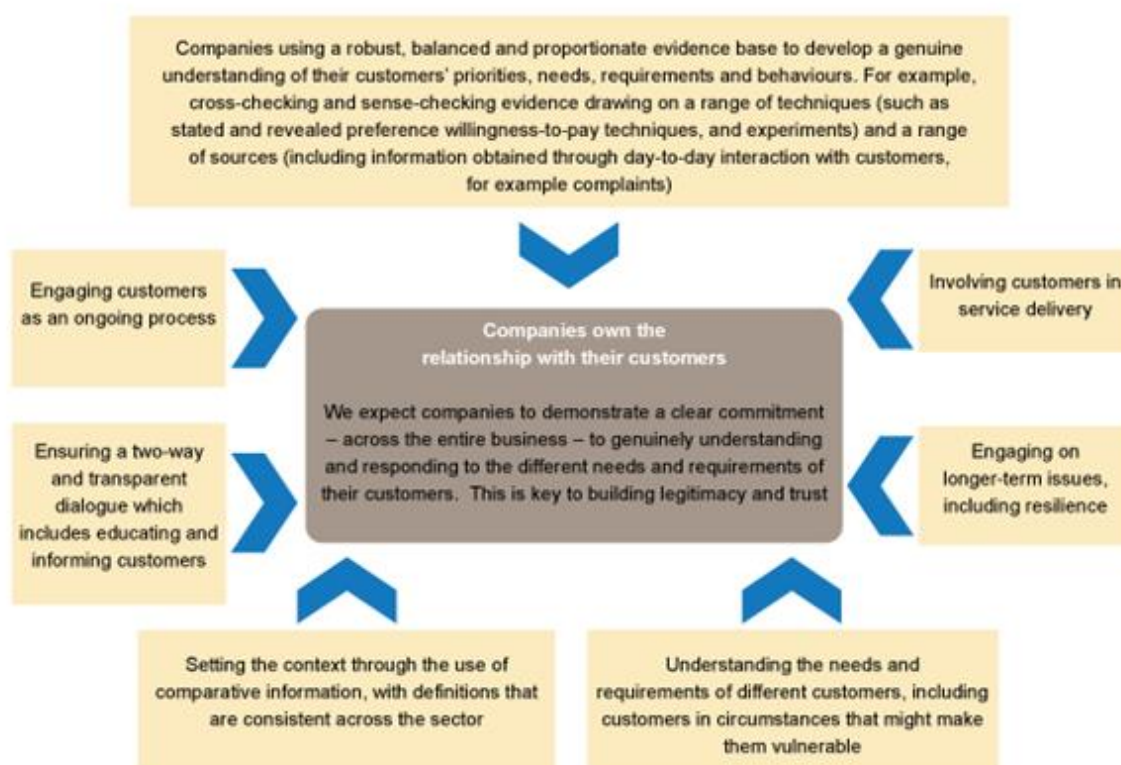 Companies using a robust, balanced and proportionate evidence base to develop a genuine
understanding of their customers' priorities, needs, requirements and behaviours. For example,
cross-checking and sense-checking evidence drawing on a range of techniques (such as
stated and revealed preference willingness-to-pay techniques, and experiments) and a range
of sources (including information obtained through day-to-day interaction with customers,
for example complaints)
Engaging customers
as an ongoing process
Involving customers in
service delivery
Companies own the
relationship with their customers
We expect companies to demonstrate a clear commitment
– across the entire business – to genuinely understanding
and responding to the different needs and requirements of
their customers. This is key to building legitimacy and trust
Ensuring a two-way
and transparent
dialogue which
includes educating and
informing customers
Engaging on
longer-term issues,
including resilience
Setting the context through the use of
comparative information, with definitions that
are consistent across the sector
Understanding the needs and
requirements of different customers, including
customers in circumstances that might make
them vulnerable